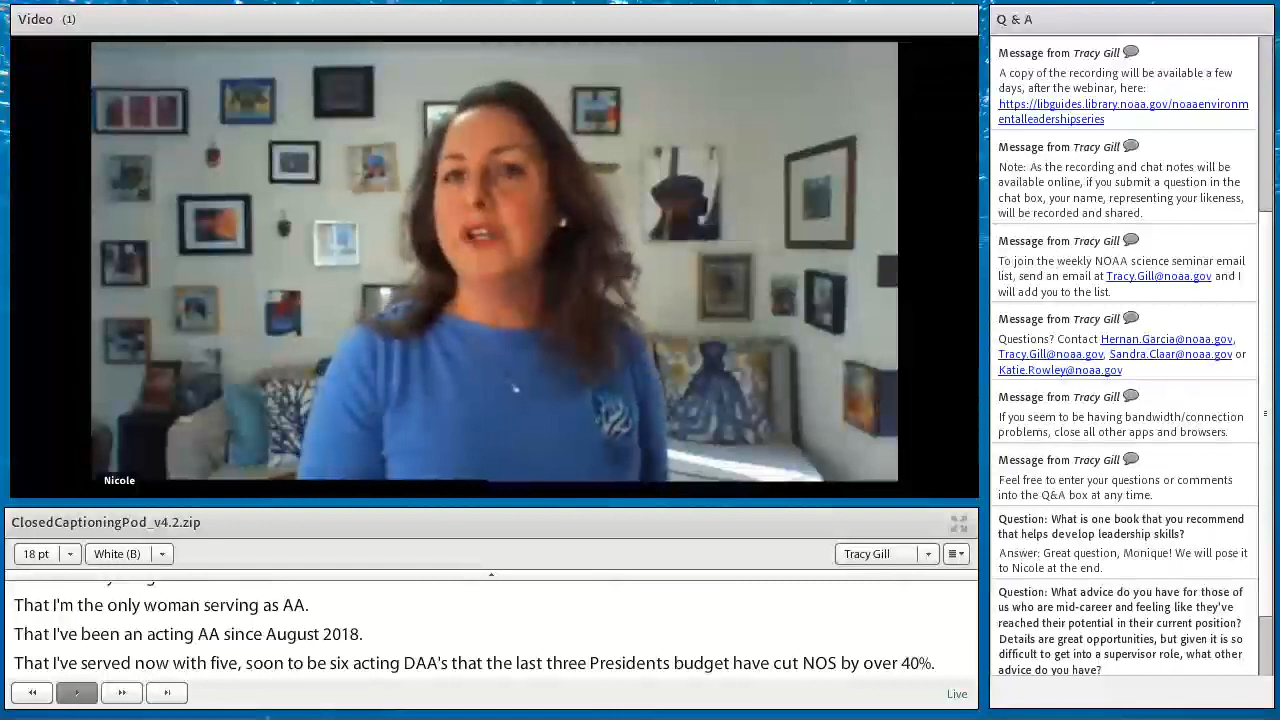 Video (1)
Nicole
ClosedCaptioningPod_v4.2.zip
18 pt
White (B)
Tracy Gill
That I'm the only woman serving as AA.
That I've been an acting AA since August 2018.
That I've served now with five, soon to be six acting DAA's that the last three Presidents budget have cut NOS by over 40%.
Live
Q & A
Message from Tracy Gill
A copy of the recording will be available a few
days, after the webinar, here:
https://libguides.library.noaa.gov/noaaenvironm
entalleadershipseries
Message from Tracy Gill
Note: As the recording and chat notes will be
available online, if you submit a question in the
chat box, your name, representing your likeness,
will be recorded and shared.
Message from Tracy Gill
To join the weekly NOAA science seminar email
list, send an email at Tracy.Gill@noaa.gov and I
will add you to the list.
Message from Tracy Gill
Questions? Contact Hernan.Garcia@noaa.gov,
Tracy.Gill@noaa.gov, Sandra.Claar@noaa.gov or
Katie.Rowley@noaa.gov
Message from Tracy Gill
If you seem to be having bandwidth/connection
problems, close all other apps and browsers.
Message from Tracy Gill
Feel free to enter your questions or comments
into the Q&A box at any time.
Question: What is one book that you recommend
that helps develop leadership skills?
Answer: Great question, Monique! We will pose it
to Nicole at the end.
Question: What advice do you have for those of
us who are mid-career and feeling like they've
reached their potential in their current position?
Details are great opportunities, but given it is so
difficult to get into a supervisor role, what other
advice do you have?